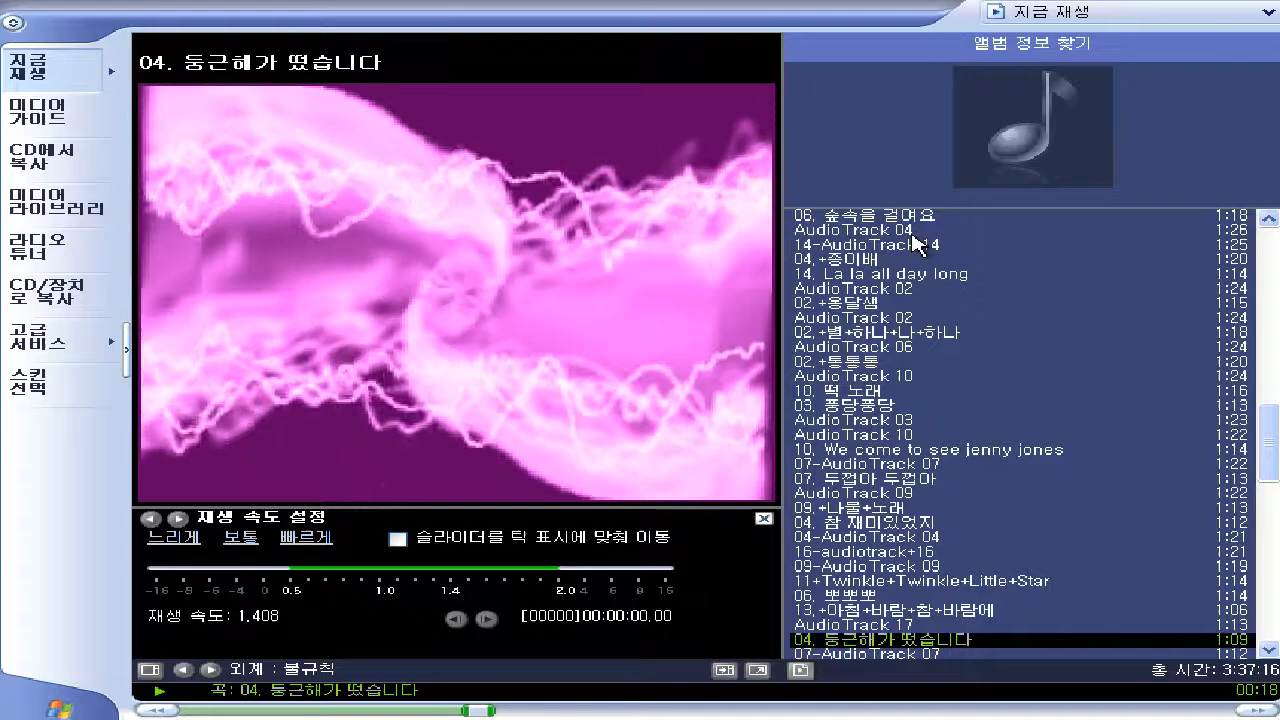 지금 재생
지금
재생
미디어
가이드
CD에서
복사
미디어
라이브러리
라디오
튜너
CD/장치
로 복사
고급
서비스
스킨
선택
04. 둥근해가 떴습니다
재생 속도 설정
느리게 보통 빠르게 슬라이더를 틱 표시에 맞춰 이동
-16 -8 -6 -4 0 0.5 1.0 1.4 2.0 4 6 8 16
재생 속도: 1.408 [00000]00:00:00.00
외계 : 불규칙
앨범 정보 찾기
06. 숲속을 걸어요 1:18
AudioTrack 04 1:26
14-AudioTrack 14 1:25
04.+종이배 1:20
14. La la all day long 1:14
AudioTrack 02 1:24
02.+옹달샘 1:15
AudioTrack 02 1:24
02.+별+하나+나+하나 1:18
AudioTrack 06 1:24
02.+통통통 1:20
AudioTrack 10 1:24
10. 떡 노래 1:16
03. 퐁당퐁당 1:13
AudioTrack 03 1:23
AudioTrack 10 1:22
10. We come to see jenny jones 1:14
07-AudioTrack 07 1:22
07. 두껍아 두껍아 1:13
AudioTrack 09 1:22
09.+나물+노래 1:13
04. 참 재미있었지 1:12
04-AudioTrack 04 1:21
16-audiotrack+16 1:21
09-AudioTrack 09 1:19
11+Twinkle+Twinkle+Little+Star 1:14
06. 뽀뽀뽀 1:14
13.+아침+바람+찬+바람에 1:06
AudioTrack 17 1:13
04. 둥근해가 떴습니다 1:09
07-AudioTrack 07 1:12
총 시간: 3:37:16
곡: 04. 둥근해가 떴습니다 00:18